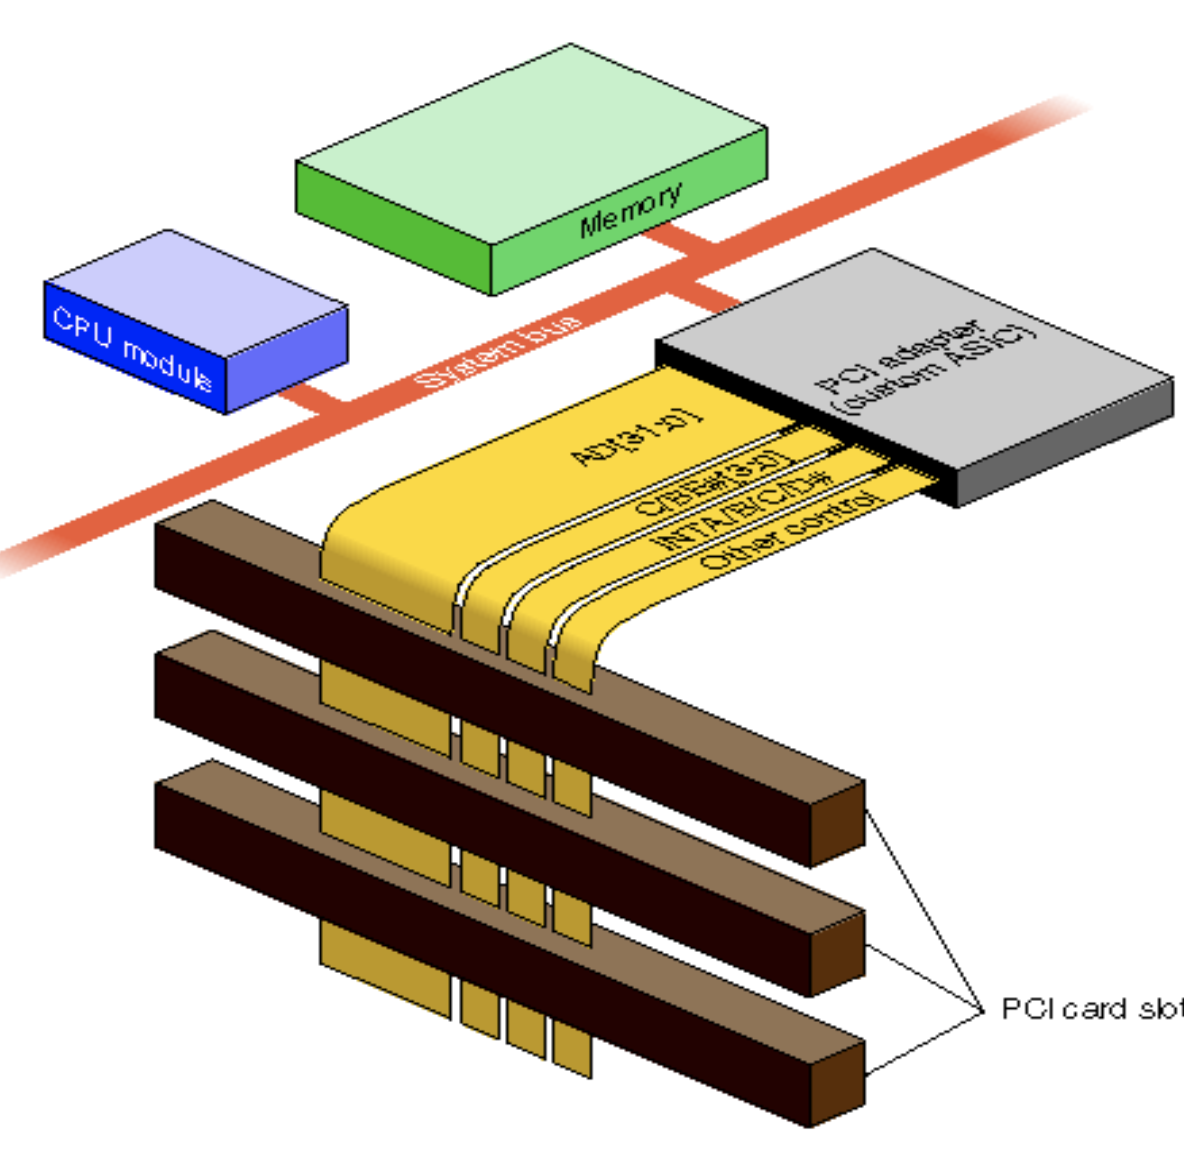 Memory
CPU module
System bus
PCI adapter
(custom ASIC)
AD[31:0]
C/BE#[3:0]
INTA/B/C/D#
Other control
PCI card slot